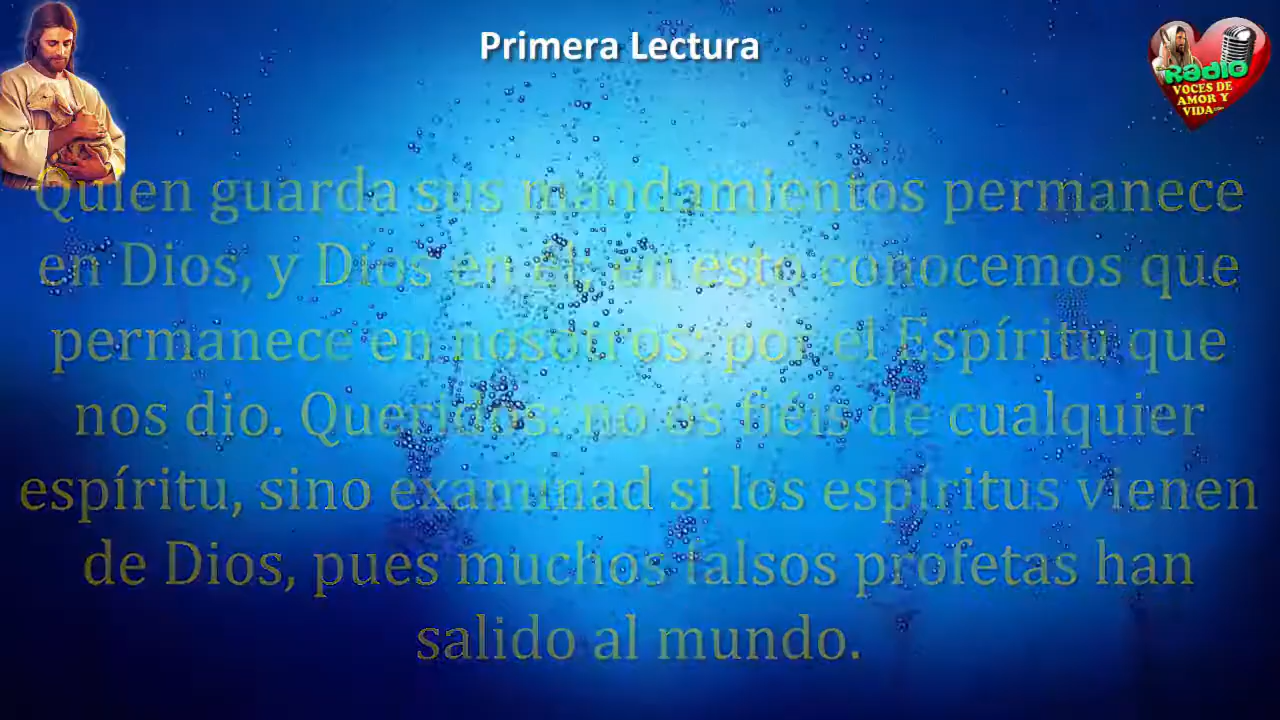 Primera Lectura
Radio
VOCES DE
AMOR Y
VIDA
Quien guarda sus mandamientos permanece
en Dios, y Dios en él; en esto conocemos que
permanece en nosotros: por el Espíritu que
nos dio. Queridos: no os fiéis de cualquier
espíritu, sino examinad si los espíritus vienen
de Dios, pues muchos falsos profetas han
salido al mundo.